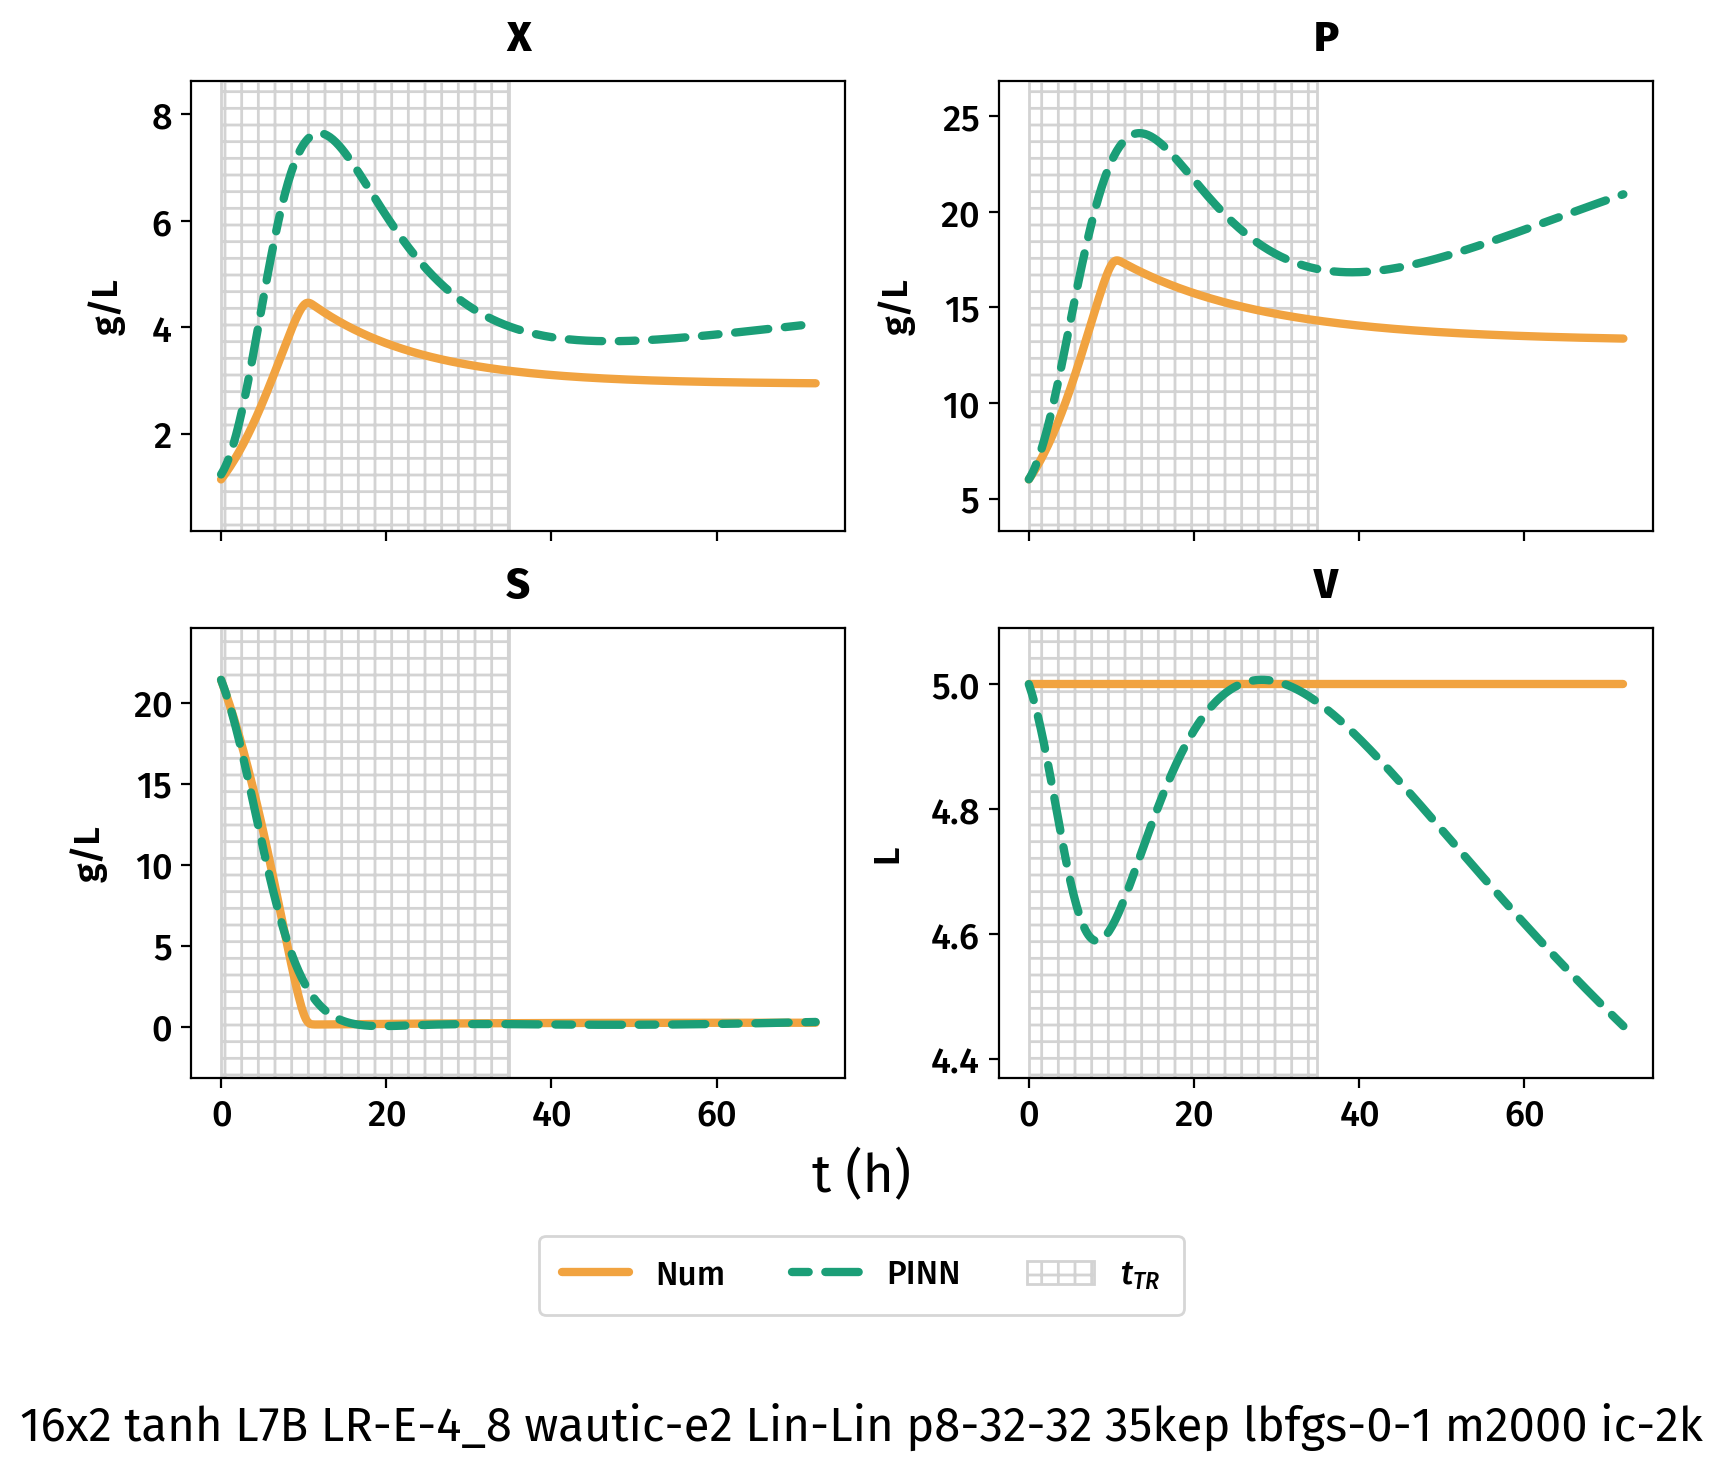 X
P
8
6
4
2
g/L
25
20
15
10
5
g/L
S
V
20
15
10
5
0
g/L
5.0
4.8
4.6
4.4
L
0 20 40 60
0 20 40 60
t (h)
Num PINN tTR
16x2 tanh L7B LR-E-4_8 wautic-e2 Lin-Lin p8-32-32 35kep lbfgs-0-1 m2000 ic-2k